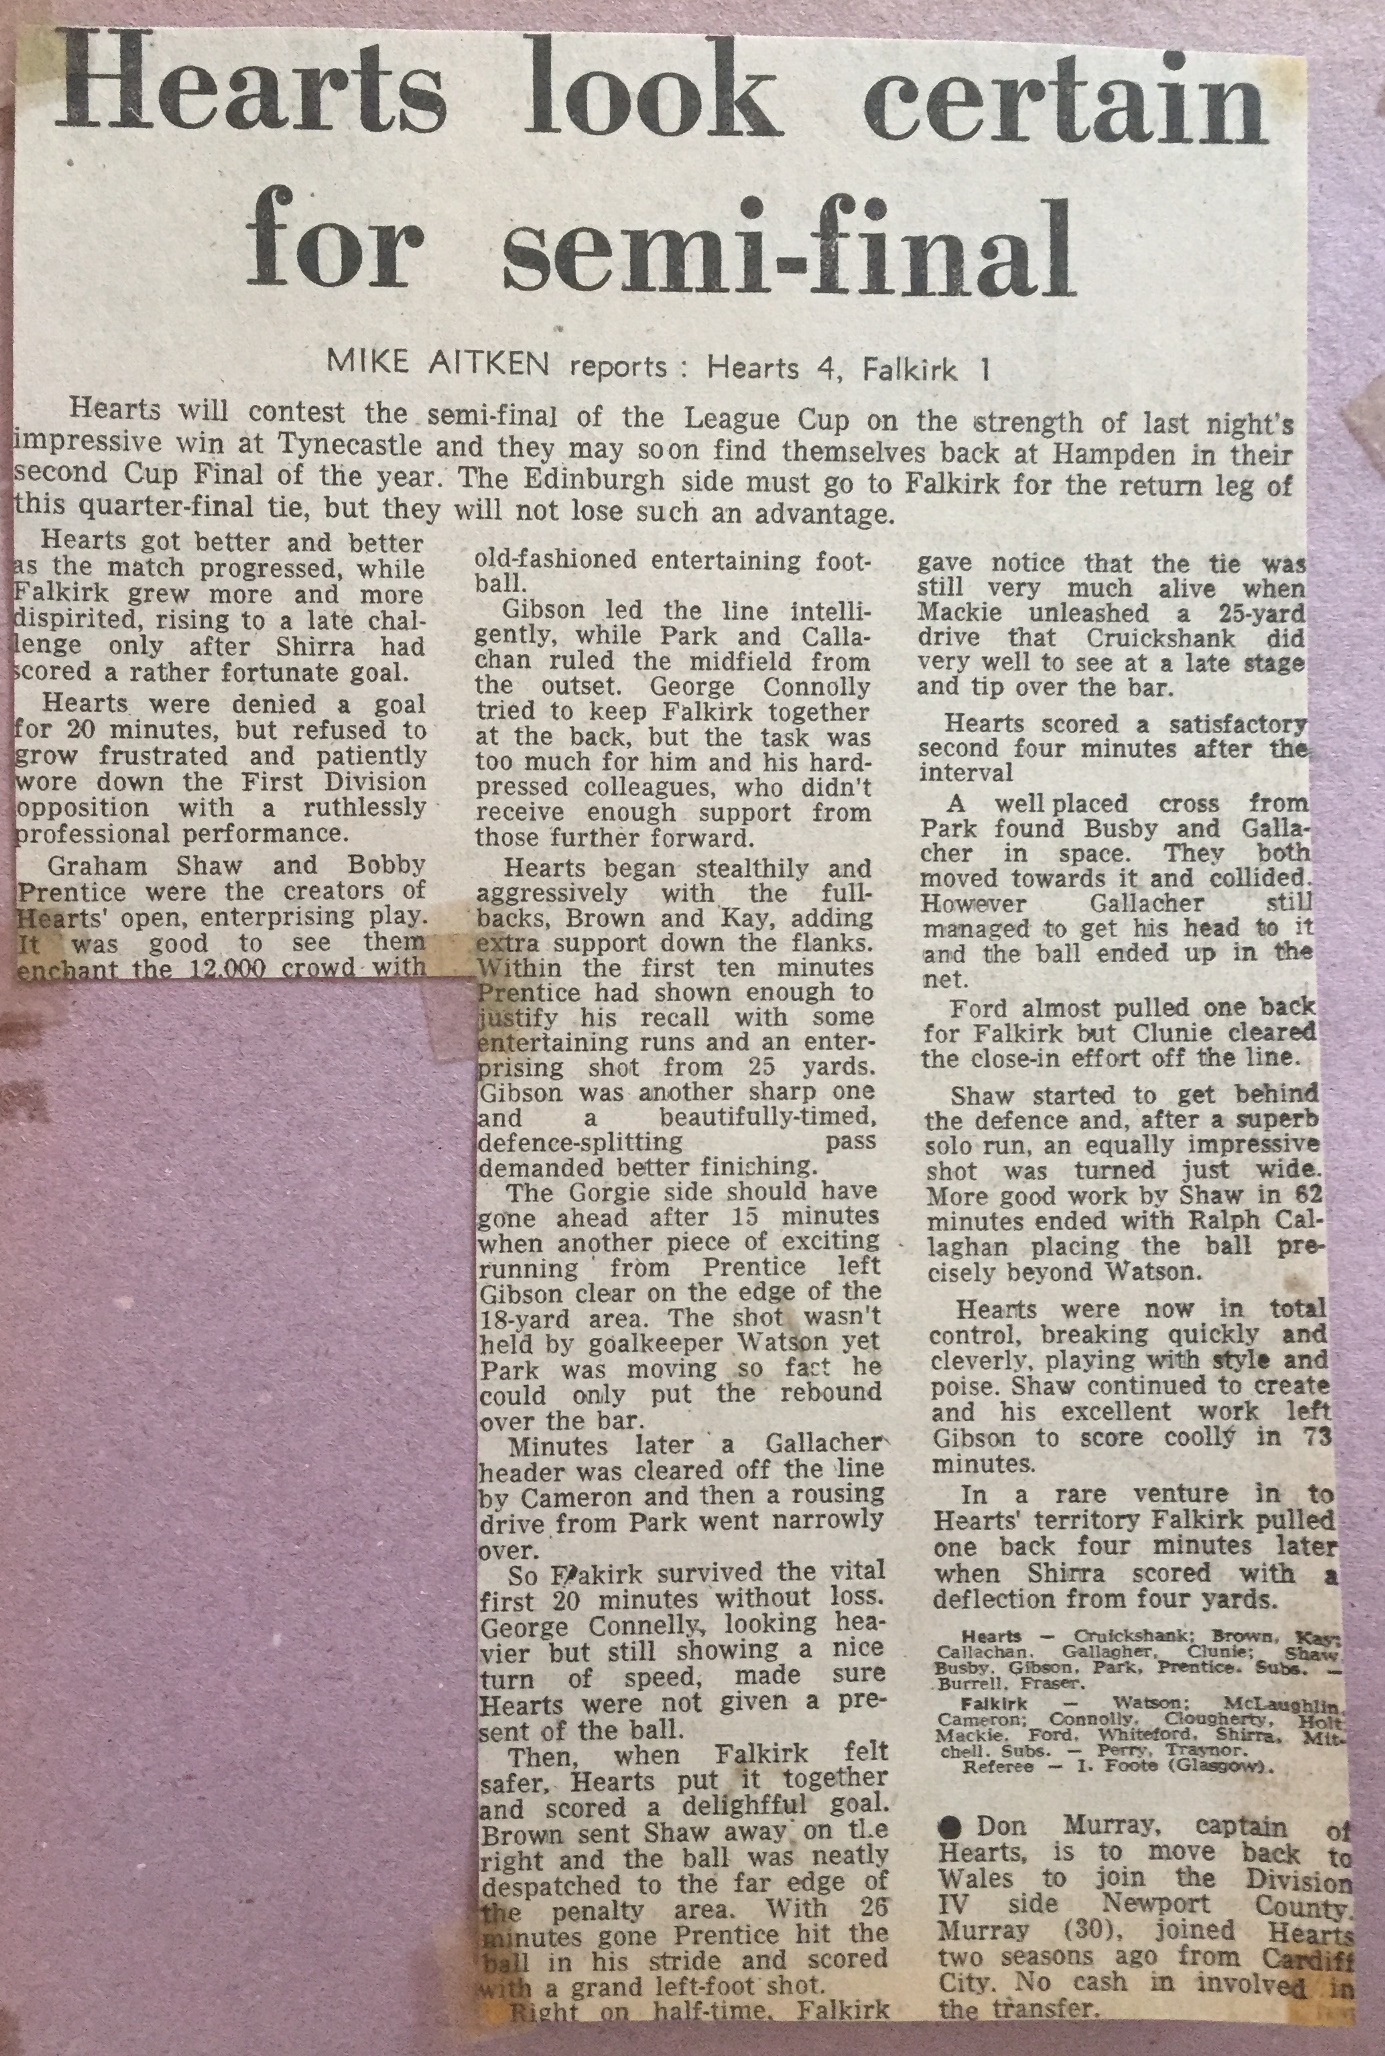 Hearts look certain
for semi-final
MIKE AITKEN reports : Hearts 4, Falkirk 1
Hearts will contest the semi-final of the League Cup on the strength of last night's
impressive win at Tynecastle and they may soon find themselves back at Hampden in their
second Cup Final of the year. The Edinburgh side must go to Falkirk for the return leg of
this quarter-final tie, but they will not lose such an advantage.
Hearts got better and better
as the match progressed, while
Falkirk grew more and more
dispirited, rising to a late chal-
lenge only after Shirra had
scored a rather fortunate goal.
Hearts were denied a goal
for 20 minutes, but refused to
grow frustrated and patiently
wore down the First Division
opposition with a ruthlessly
professional performance.
Graham Shaw and Bobby
Prentice were the creators of
Hearts' open, enterprising play.
It was good to see them
enchant the 12,000 crowd with
old-fashioned entertaining foot-
ball.
Gibson led the line intelli-
gently, while Park and Calla-
chan ruled the midfield from
the outset. George Connolly
tried to keep Falkirk together
at the back, but the task was
too much for him and his hard-
pressed colleagues, who didn't
receive enough support from
those further forward.
Hearts began stealthily and
aggressively with the full-
backs, Brown and Kay, adding
extra support down the flanks.
Within the first ten minutes
Prentice had shown enough to
justify his recall with some
entertaining runs and an enter-
prising shot from 25 yards.
Gibson was another sharp one
and a beautifully-timed,
defence-splitting pass
demanded better finishing.
The Gorgie side should have
gone ahead after 15 minutes
when another piece of exciting
running from Prentice left
Gibson clear on the edge of the
18-yard area. The shot wasn't
held by goalkeeper Watson yet
Park was moving so fast he
could only put the rebound
over the bar.
Minutes later a Gallacher
header was cleared off the line
by Cameron and then a rousing
drive from Park went narrowly
over.
So Flakirk survived the vital
first 20 minutes without loss.
George Connelly, looking hea-
vier but still showing a nice
turn of speed, made sure
Hearts were not given a pre-
sent of the ball.
Then, when Falkirk felt
safer, Hearts put it together
and scored a delighfful goal.
Brown sent Shaw away on the
right and the ball was neatly
despatched to the far edge of
the penalty area. With 26
minutes gone Prentice hit the
ball in his stride and scored
with a grand left-foot shot.
Right on half-time, Falkirk
gave notice that the tie was
still very much alive when
Mackie unleashed a 25-yard
drive that Cruickshank did
very well to see at a late stage
and tip over the bar.
Hearts scored a satisfactory
second four minutes after the
interval
A well placed cross from
Park found Busby and Galla-
cher in space. They both
moved towards it and collided.
However Gallacher still
managed to get his head to it
and the ball ended up in the
net.
Ford almost pulled one back
for Falkirk but Clunie cleared
the close-in effort off the line.
Shaw started to get behind
the defence and, after a superb
solo run, an equally impressive
shot was turned just wide.
More good work by Shaw in 62
minutes ended with Ralph Cal-
laghan placing the ball pre-
cisely beyond Watson.
Hearts were now in total
control, breaking quickly and
cleverly, playing with style and
poise. Shaw continued to create
and his excellent work left
Gibson to score coolly in 73
minutes.
In a rare venture in to
Hearts' territory Falkirk pulled
one back four minutes later
when Shirra scored with a
deflection from four yards.
Hearts — Cruickshank; Brown, Kay;
Callachan, Gallagher, Clunie; Shaw,
Busby, Gibson, Park, Prentice. Subs. —
Burrell, Fraser.
Falkirk — Watson; McLaughlin,
Cameron; Connolly, Clougherty, Holt
Mackie, Ford, Whiteford, Shirra, Mit-
chell. Subs. — Perry, Traynor.
Referee — I. Foote (Glasgow).
● Don Murray, captain of
Hearts, is to move back to
Wales to join the Division
IV side Newport County.
Murray (30), joined Hearts
two seasons ago from Cardiff
City. No cash in involved in
the transfer.